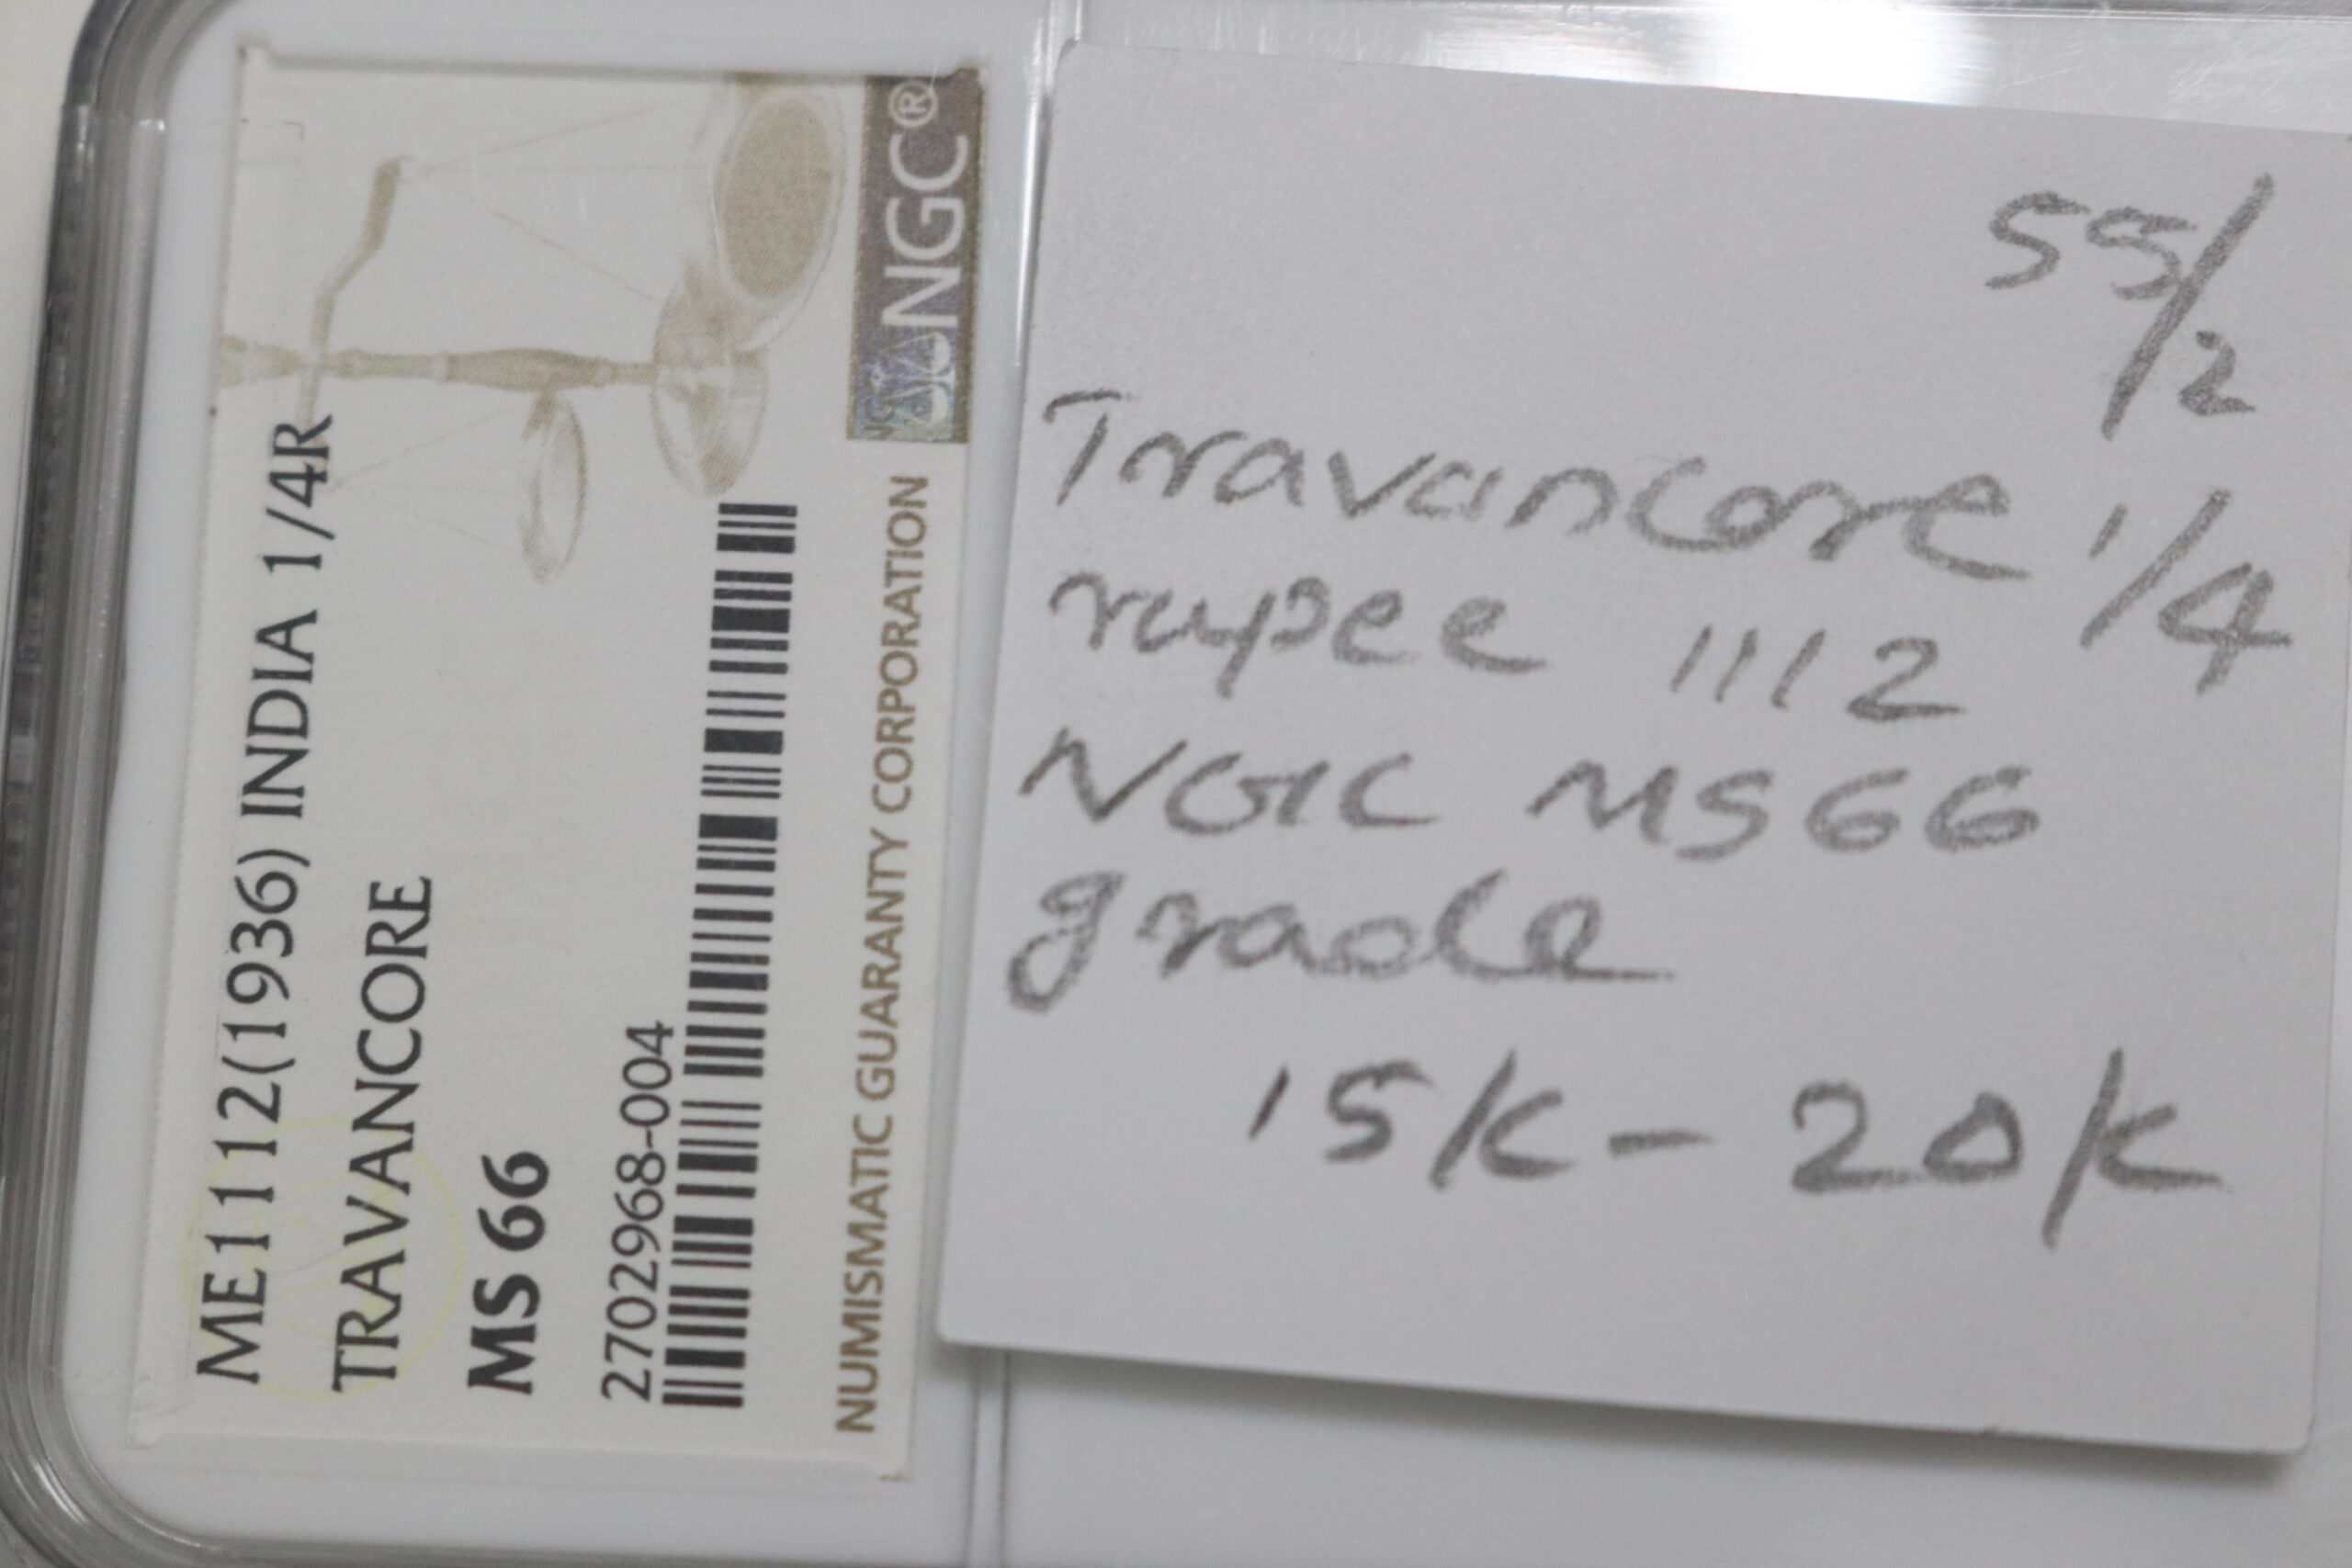 ME1112(1936) INDIA 1/4R
TRAVANCORE
MS 66
2702968-004
NGC®
NUMISMATIC GUARANTY CORPORATION
55/2
Travancore 1/4
rupee 1112
NGC MS66
grade
15K - 20K